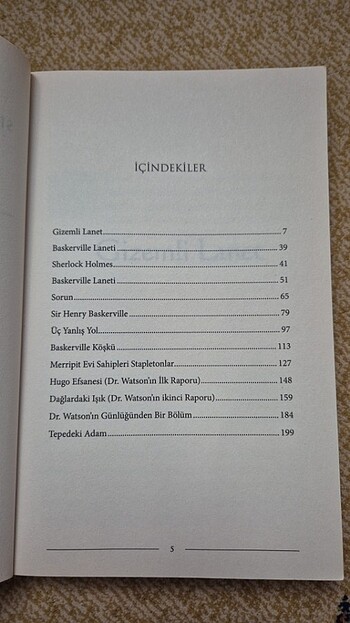 İÇİNDEKİLER
Gizemli Lanet 7
Baskerville Laneti 39
Sherlock Holmes 41
Baskerville Laneti 51
Sorun 65
Sir Henry Baskerville 79
Üç Yanlış Yol 97
Baskerville Köşkü 113
Merripit Evi Sahipleri Stapletonlar 127
Hugo Efsanesi (Dr. Watson'ın İlk Raporu) 148
Dağlardaki Işık (Dr. Watson'ın ikinci Raporu) 159
Dr. Watson'ın Günlüğünden Bir Bölüm 184
Tepedeki Adam 199
5